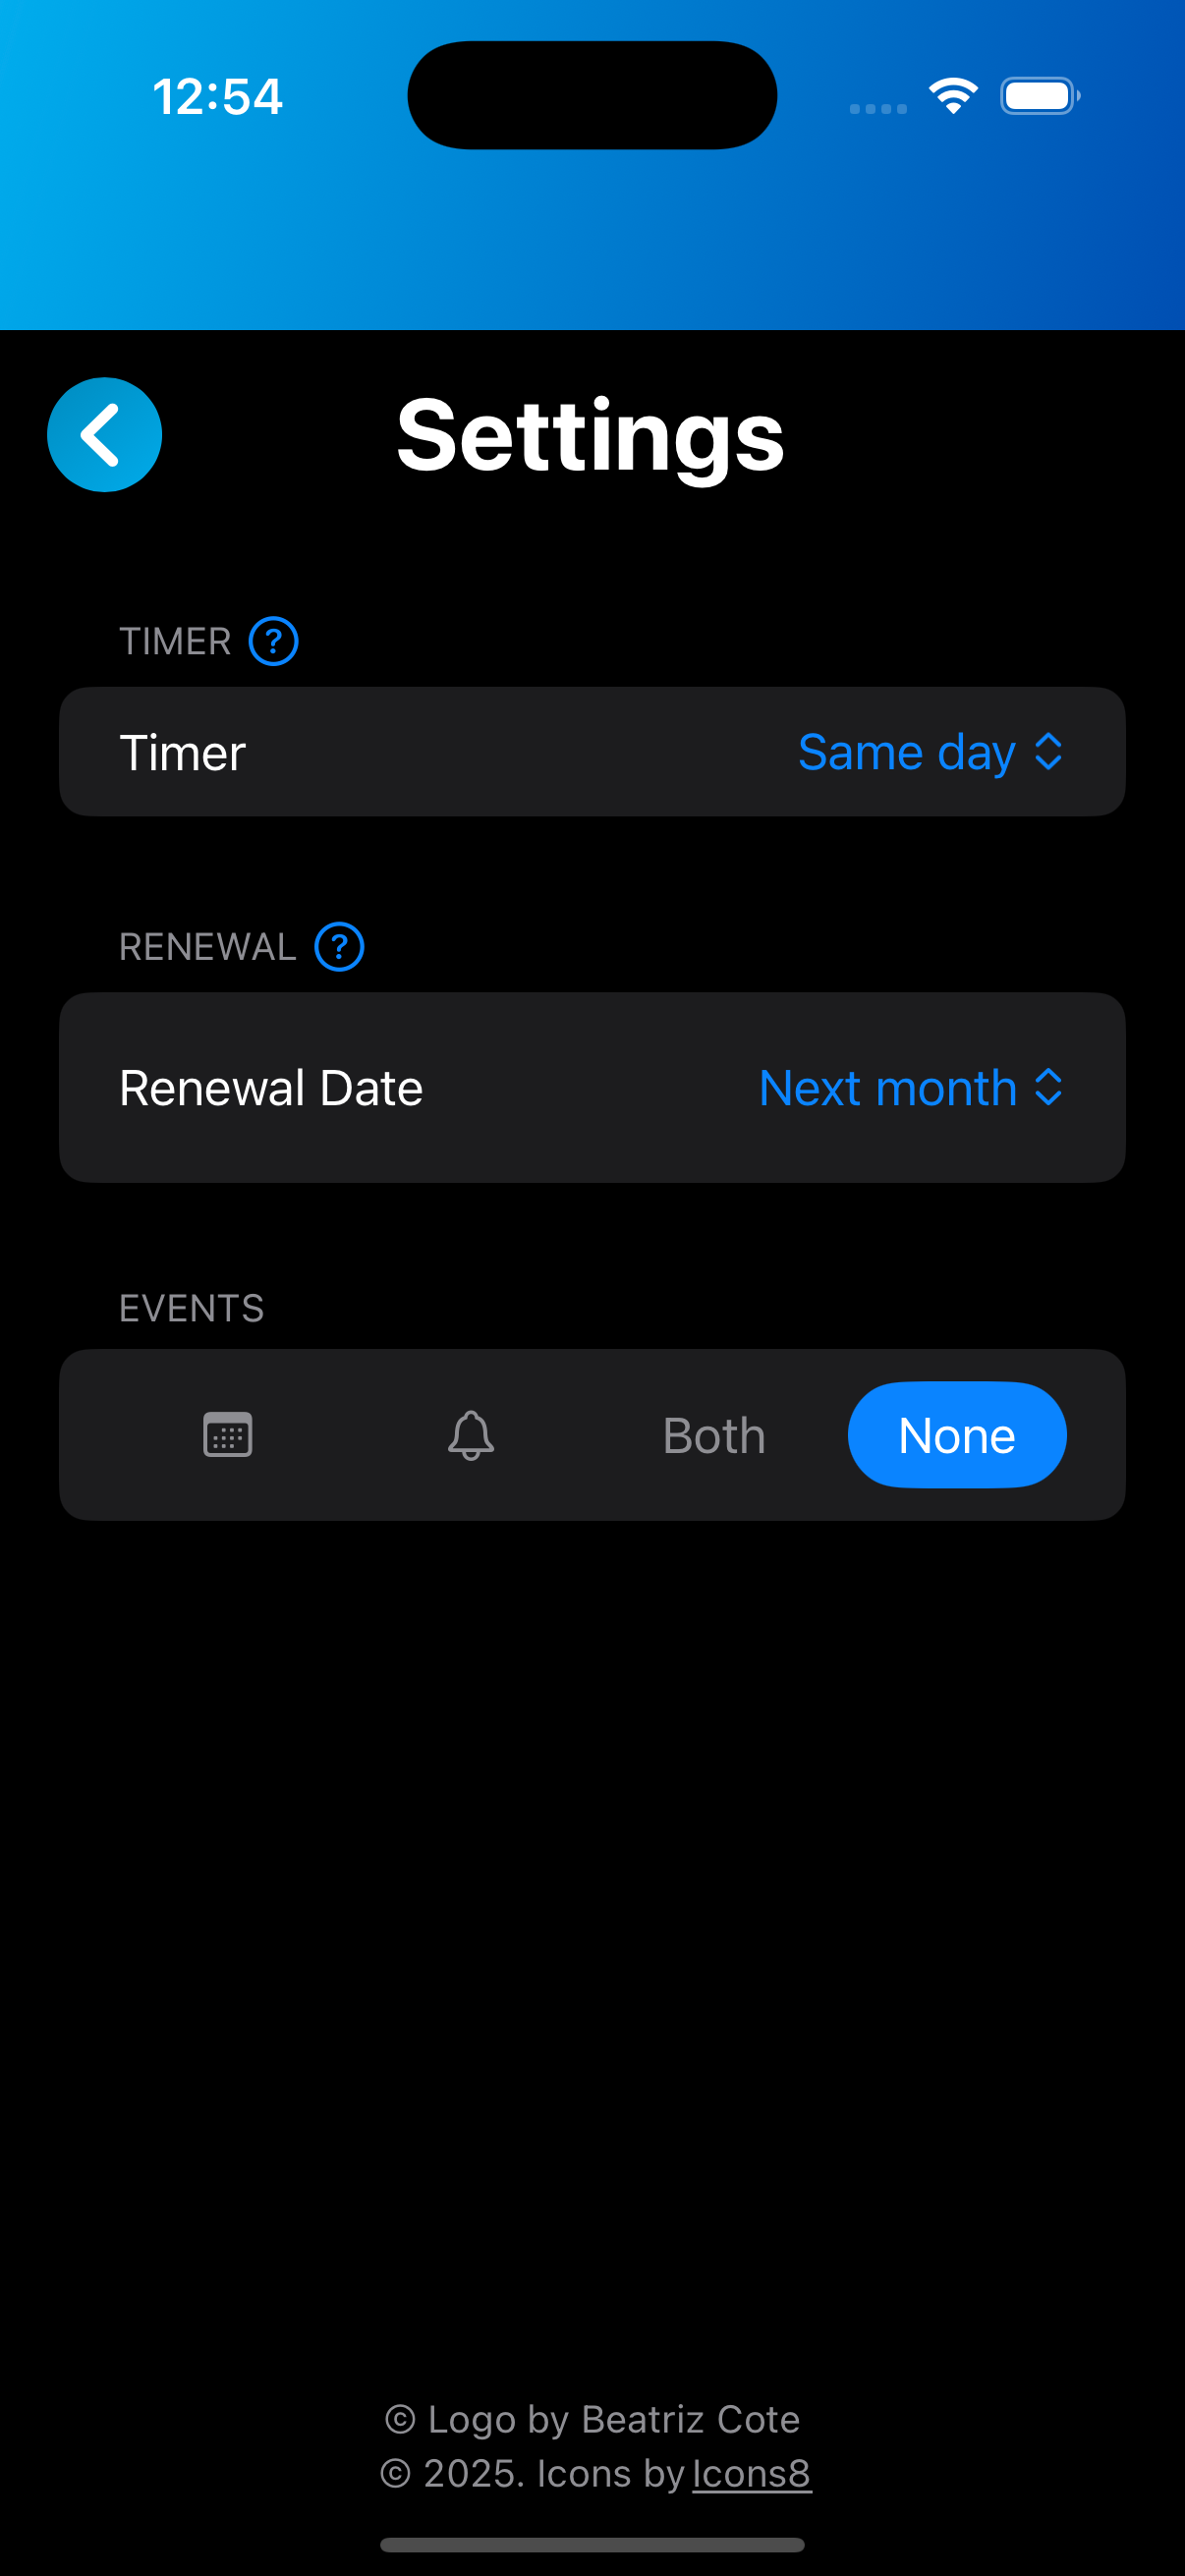 12:54
Settings
TIMER ?
Timer Same day
RENEWAL ?
Renewal Date Next month
EVENTS
Both None
© Logo by Beatriz Cote
© 2025. Icons by Icons8